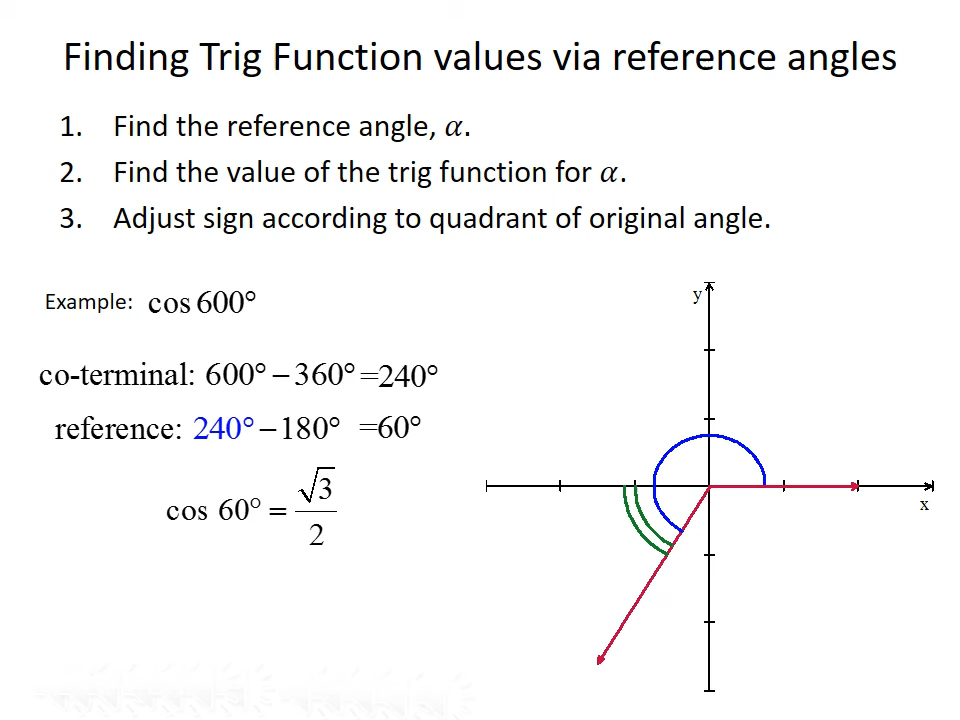 Finding Trig Function values via reference angles
1. Find the reference angle, α.
2. Find the value of the trig function for α.
3. Adjust sign according to quadrant of original angle.
Example: cos 600°
co-terminal: 600° − 360° =240°
reference: 240° − 180° =60°
cos 60° = √3/2
y
x